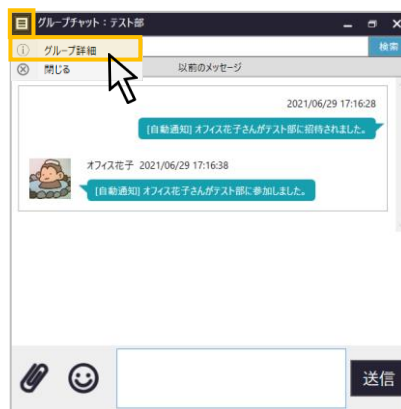 グループチャット：テスト部
グループ詳細
検索
閉じる
以前のメッセージ
2021/06/29 17:16:28
[自動通知] オフィス花子さんがテスト部に招待されました。
オフィス花子 2021/06/29 17:16:38
[自動通知] オフィス花子さんがテスト部に参加しました。
送信